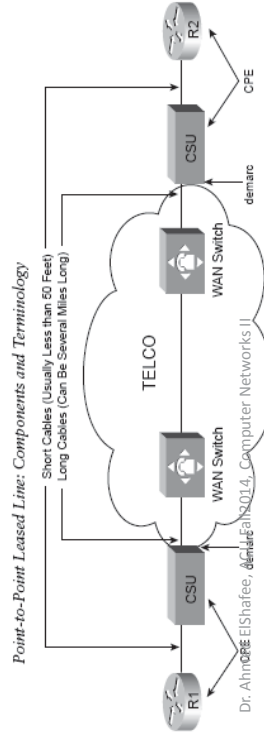 Point-to-Point Leased Line: Components and Terminology
Short Cables (Usually Less than 50 Feet)
Long Cables (Can Be Several Miles Long)
TELCO
R1
CSU
WAN Switch
WAN Switch
CSU
R2
CPE
demarc
demarc
CPE
Dr. Ahmed ElShafee, ACU Fall2014, Computer Networks II